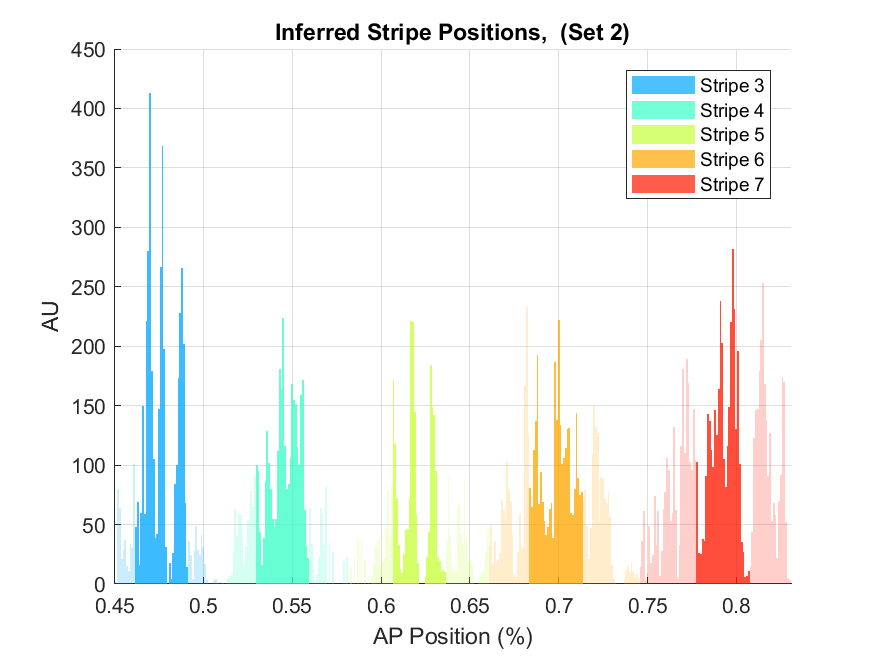 Inferred Stripe Positions,  (Set 2)
450
400
350
300
250
200
150
100
50
0
AU
Stripe 3
Stripe 4
Stripe 5
Stripe 6
Stripe 7
0.45 0.5 0.55 0.6 0.65 0.7 0.75 0.8
AP Position (%)